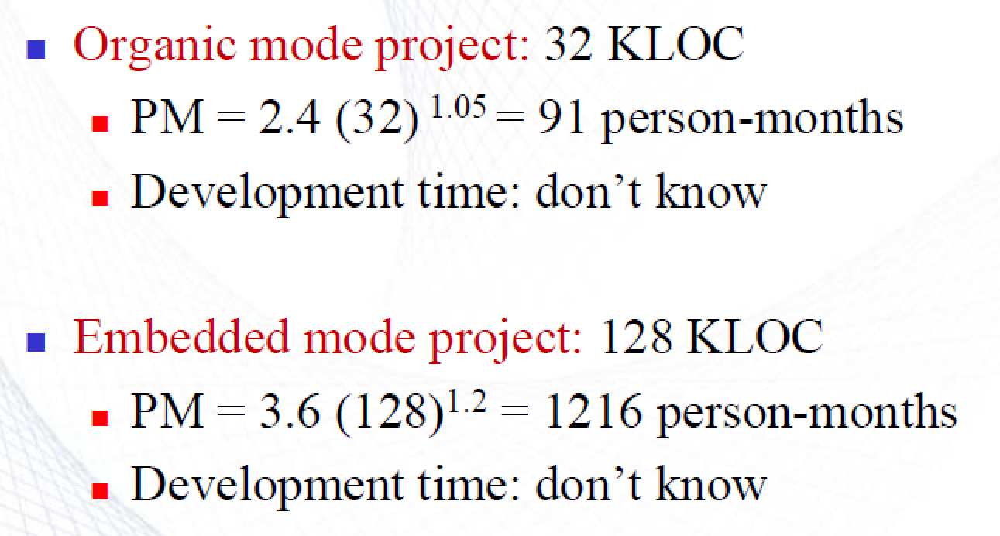 Organic mode project: 32 KLOC
PM = 2.4 (32) 1.05 = 91 person-months
Development time: don’t know
Embedded mode project: 128 KLOC
PM = 3.6 (128)1.2 = 1216 person-months
Development time: don’t know